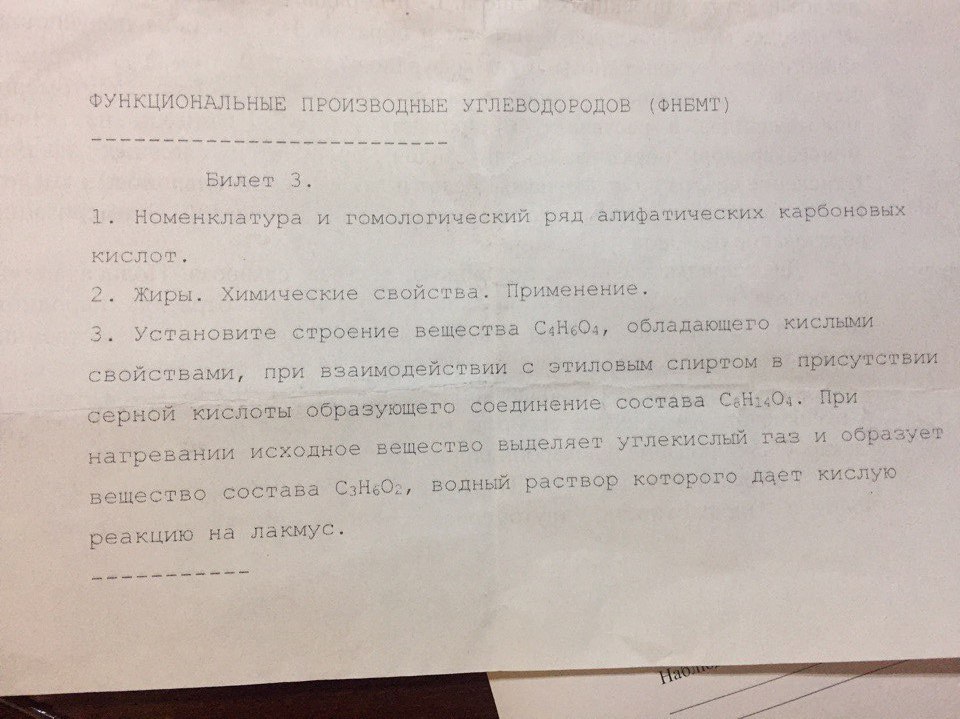 ФУНКЦИОНАЛЬНЫЕ ПРОИЗВОДНЫЕ УГЛЕВОДОРОДОВ (ФНБМТ)
-------------------------
Билет 3.
1. Номенклатура и гомологический ряд алифатических карбоновых
кислот.
2. Жиры. Химические свойства. Применение.
3. Установите строение вещества C₄H₆O₄, обладающего кислыми
свойствами, при взаимодействии с этиловым спиртом в присутствии
серной кислоты образующего соединение состава C₈H₁₄O₄. При
нагревании исходное вещество выделяет углекислый газ и образует
вещество состава C₃H₆O₂, водный раствор которого дает кислую
реакцию на лакмус.
-----------